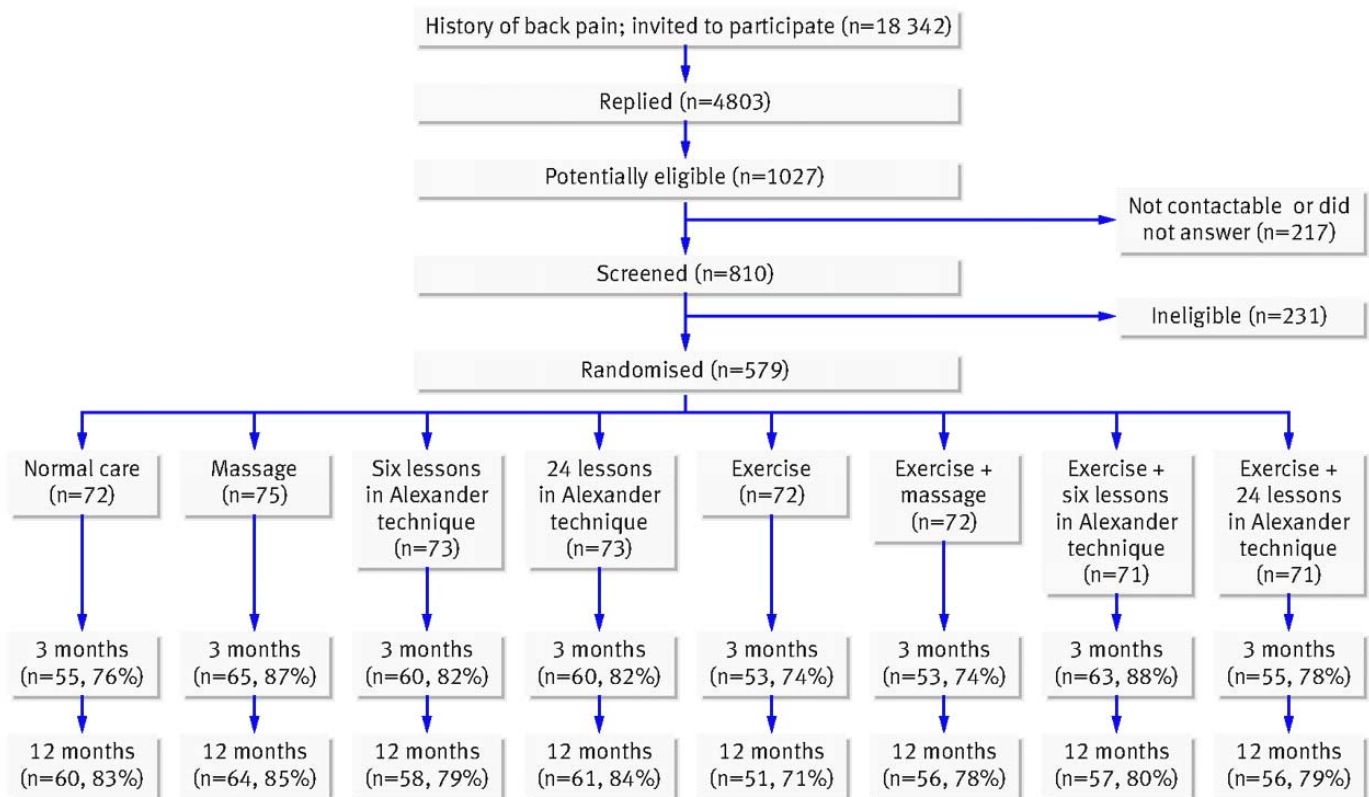 History of back pain; invited to participate (n=18 342)
Replied (n=4803)
Potentially eligible (n=1027)
Not contactable or did
not answer (n=217)
Screened (n=810)
Ineligible (n=231)
Randomised (n=579)
Normal care
(n=72)
Massage
(n=75)
Six lessons
in Alexander
technique
(n=73)
24 lessons
in Alexander
technique
(n=73)
Exercise
(n=72)
Exercise +
massage
(n=72)
Exercise +
six lessons
in Alexander
technique
(n=71)
Exercise +
24 lessons
in Alexander
technique
(n=71)
3 months
(n=55, 76%)
3 months
(n=65, 87%)
3 months
(n=60, 82%)
3 months
(n=60, 82%)
3 months
(n=53, 74%)
3 months
(n=53, 74%)
3 months
(n=63, 88%)
3 months
(n=55, 78%)
12 months
(n=60, 83%)
12 months
(n=64, 85%)
12 months
(n=58, 79%)
12 months
(n=61, 84%)
12 months
(n=51, 71%)
12 months
(n=56, 78%)
12 months
(n=57, 80%)
12 months
(n=56, 79%)